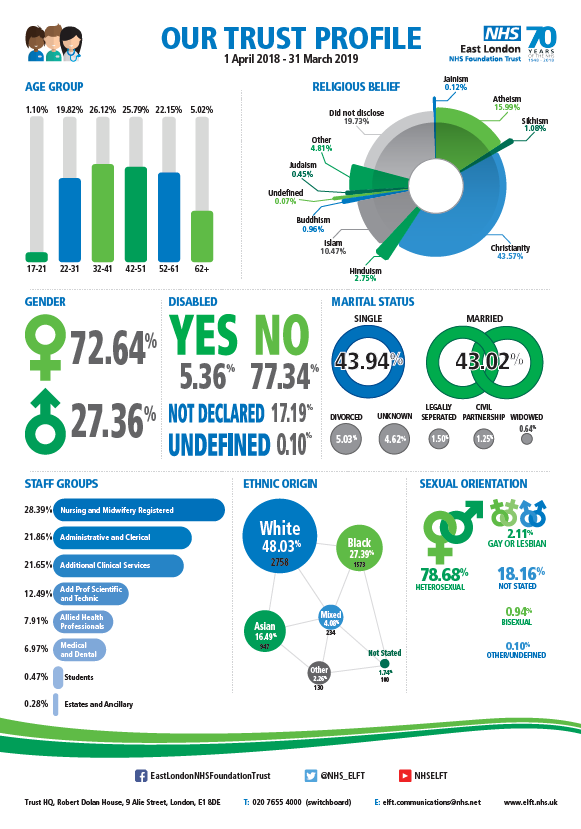 OUR TRUST PROFILE
1 April 2018 - 31 March 2019
NHS
East London
NHS Foundation Trust
70
YEARS
OF THE NHS
1948 - 2018
AGE GROUP
1.10% 19.82% 26.12% 25.79% 22.15% 5.02%
17-21 22-31 32-41 42-51 52-61 62+
RELIGIOUS BELIEF
Jainism
0.12%
Atheism
15.99%
Sikhism
1.08%
Did not disclose
19.73%
Other
4.81%
Judaism
0.45%
Undefined
0.07%
Buddhism
0.96%
Islam
10.47%
Hinduism
2.75%
Christianity
43.57%
GENDER
72.64%
27.36%
DISABLED
YES NO
5.36% 77.34%
NOT DECLARED 17.19%
UNDEFINED 0.10%
MARITAL STATUS
SINGLE
43.94%
MARRIED
43.02%
DIVORCED
5.03%
UNKNOWN
4.62%
LEGALLY
SEPERATED
1.50%
CIVIL
PARTNERSHIP
1.25%
WIDOWED
0.64%
STAFF GROUPS
28.39% Nursing and Midwifery Registered
21.86% Administrative and Clerical
21.65% Additional Clinical Services
12.49% Add Prof Scientific
and Technic
7.91% Allied Health
Professionals
6.97% Medical
and Dental
0.47% Students
0.28% Estates and Ancillary
ETHNIC ORIGIN
White
48.03%
2758
Black
27.39%
1573
Asian
16.49%
947
Mixed
4.08%
234
Other
2.26%
130
Not Stated
1.74%
100
SEXUAL ORIENTATION
78.68%
HETEROSEXUAL
2.11%
GAY OR LESBIAN
18.16%
NOT STATED
0.94%
BISEXUAL
0.10%
OTHER/UNDEFINED
EastLondonNHSFoundationTrust @NHS_ELFT NHSELFT
Trust HQ, Robert Dolan House, 9 Alie Street, London, E1 8DE T: 020 7655 4000 (switchboard) E: elft.communications@nhs.net www.elft.nhs.uk